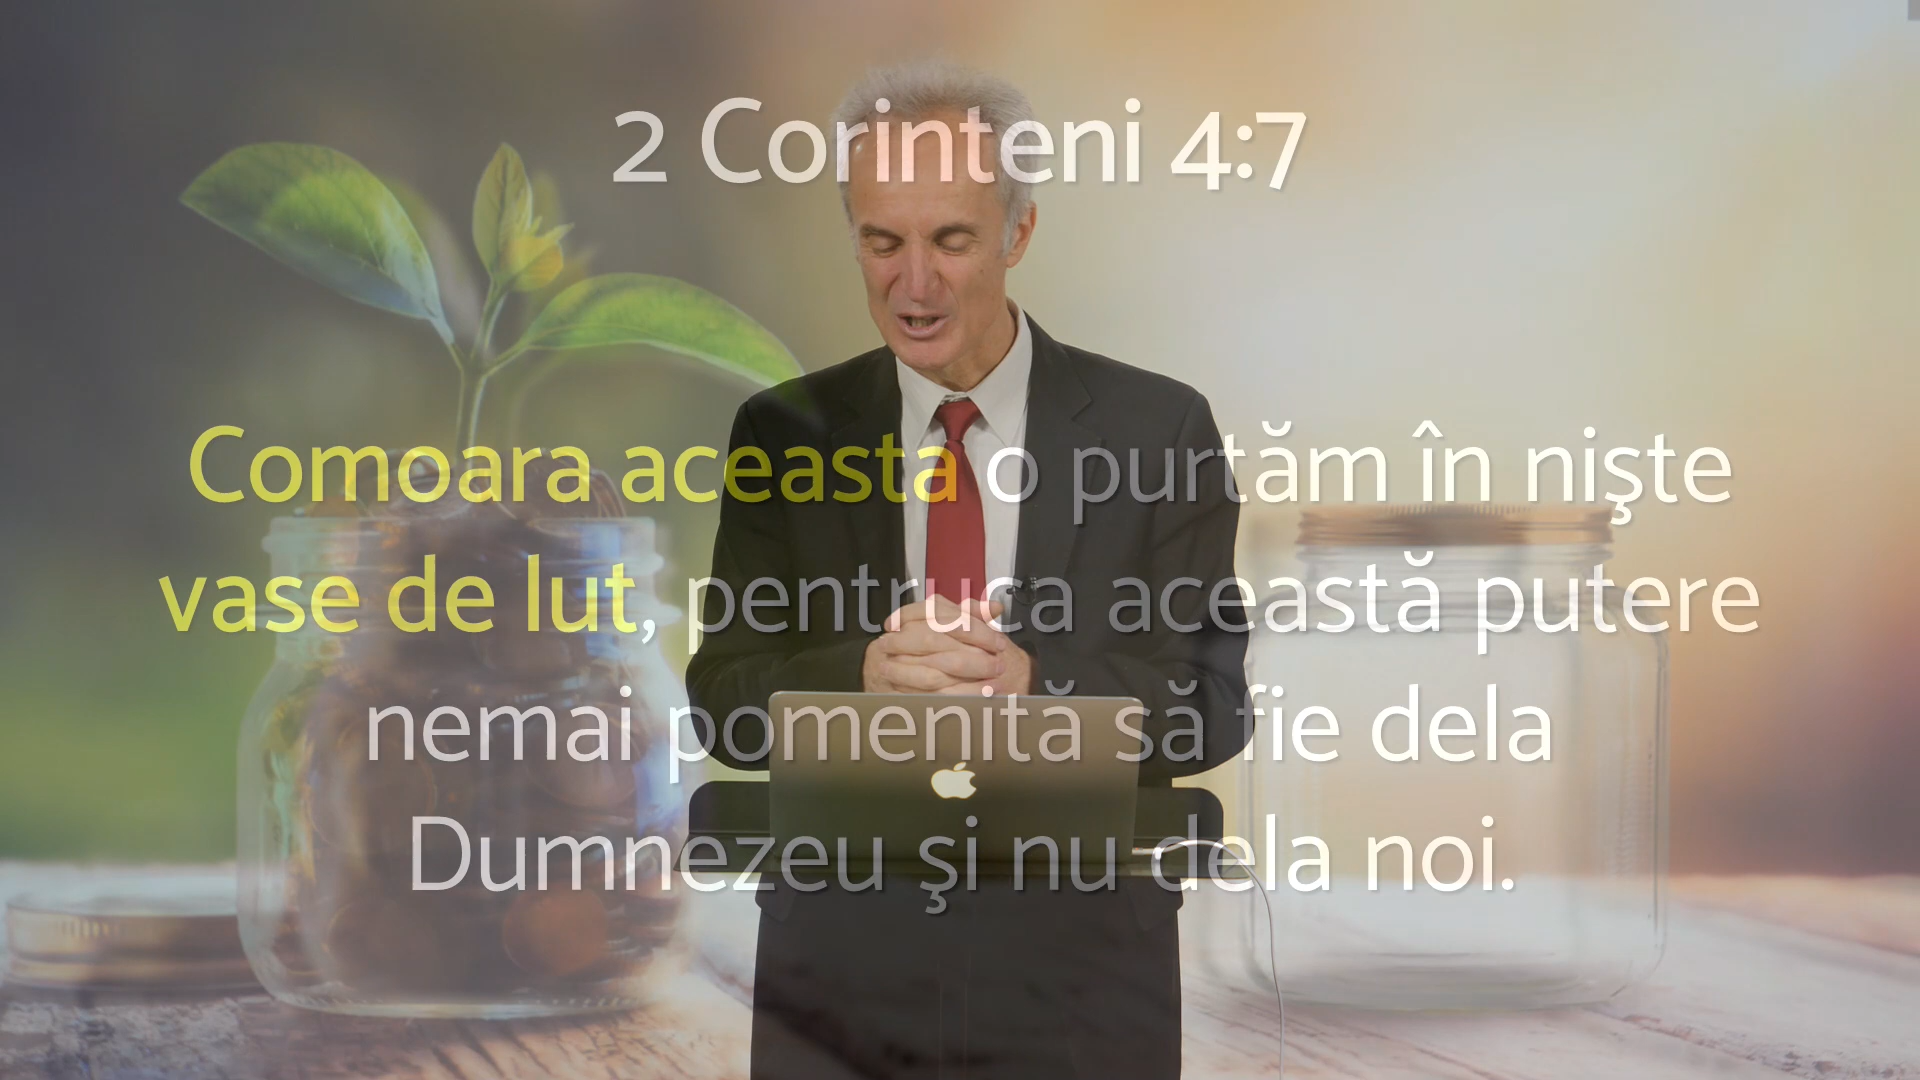 2 Corinteni 4:7
Comoara aceasta o purtăm în nişte
vase de lut, pentruca această putere
nemai pomenită să fie dela
Dumnezeu şi nu dela noi.